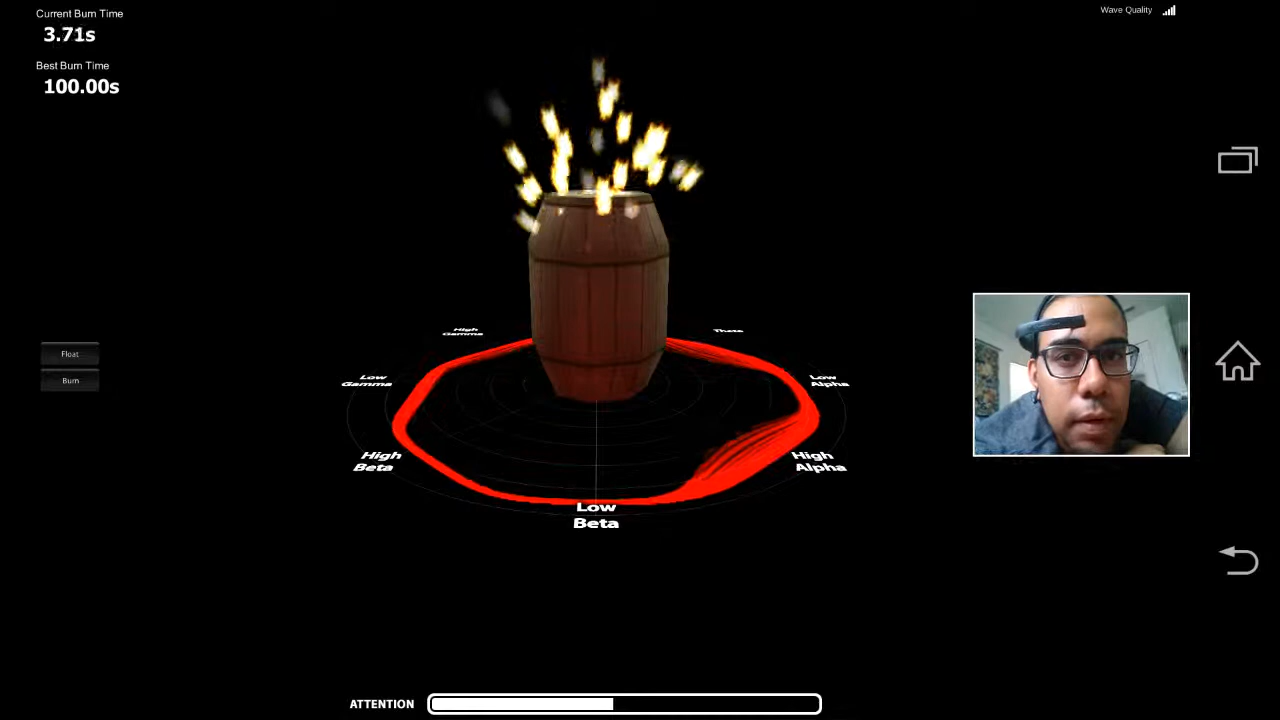 Current Burn Time
3.71s
Best Burn Time
100.00s
Wave Quality
High
Gamma
Theta
Low
Gamma
Low
Alpha
Float
Burn
High
Beta
High
Alpha
Low
Beta
ATTENTION